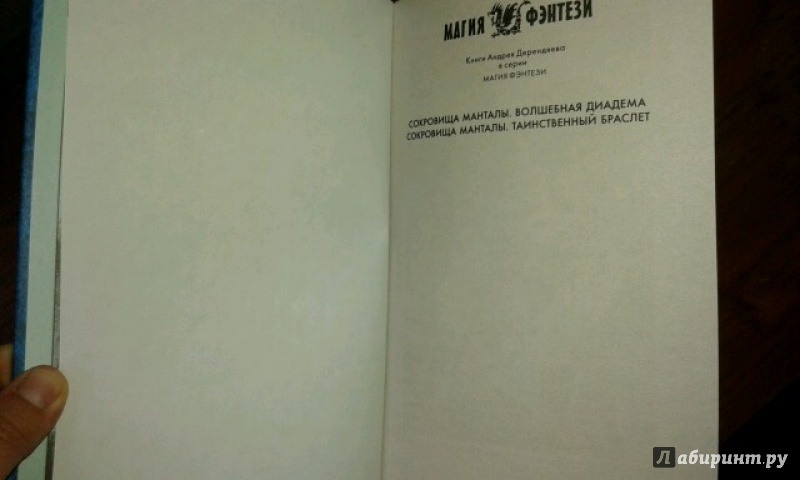 МАГИЯ ФЭНТЕЗИ
Книги Андрея Дерендяева
в серии
МАГИЯ ФЭНТЕЗИ
СОКРОВИЩА МАНТАЛЫ. ВОЛШЕБНАЯ ДИАДЕМА
СОКРОВИЩА МАНТАЛЫ. ТАИНСТВЕННЫЙ БРАСЛЕТ
Лабиринт.ру